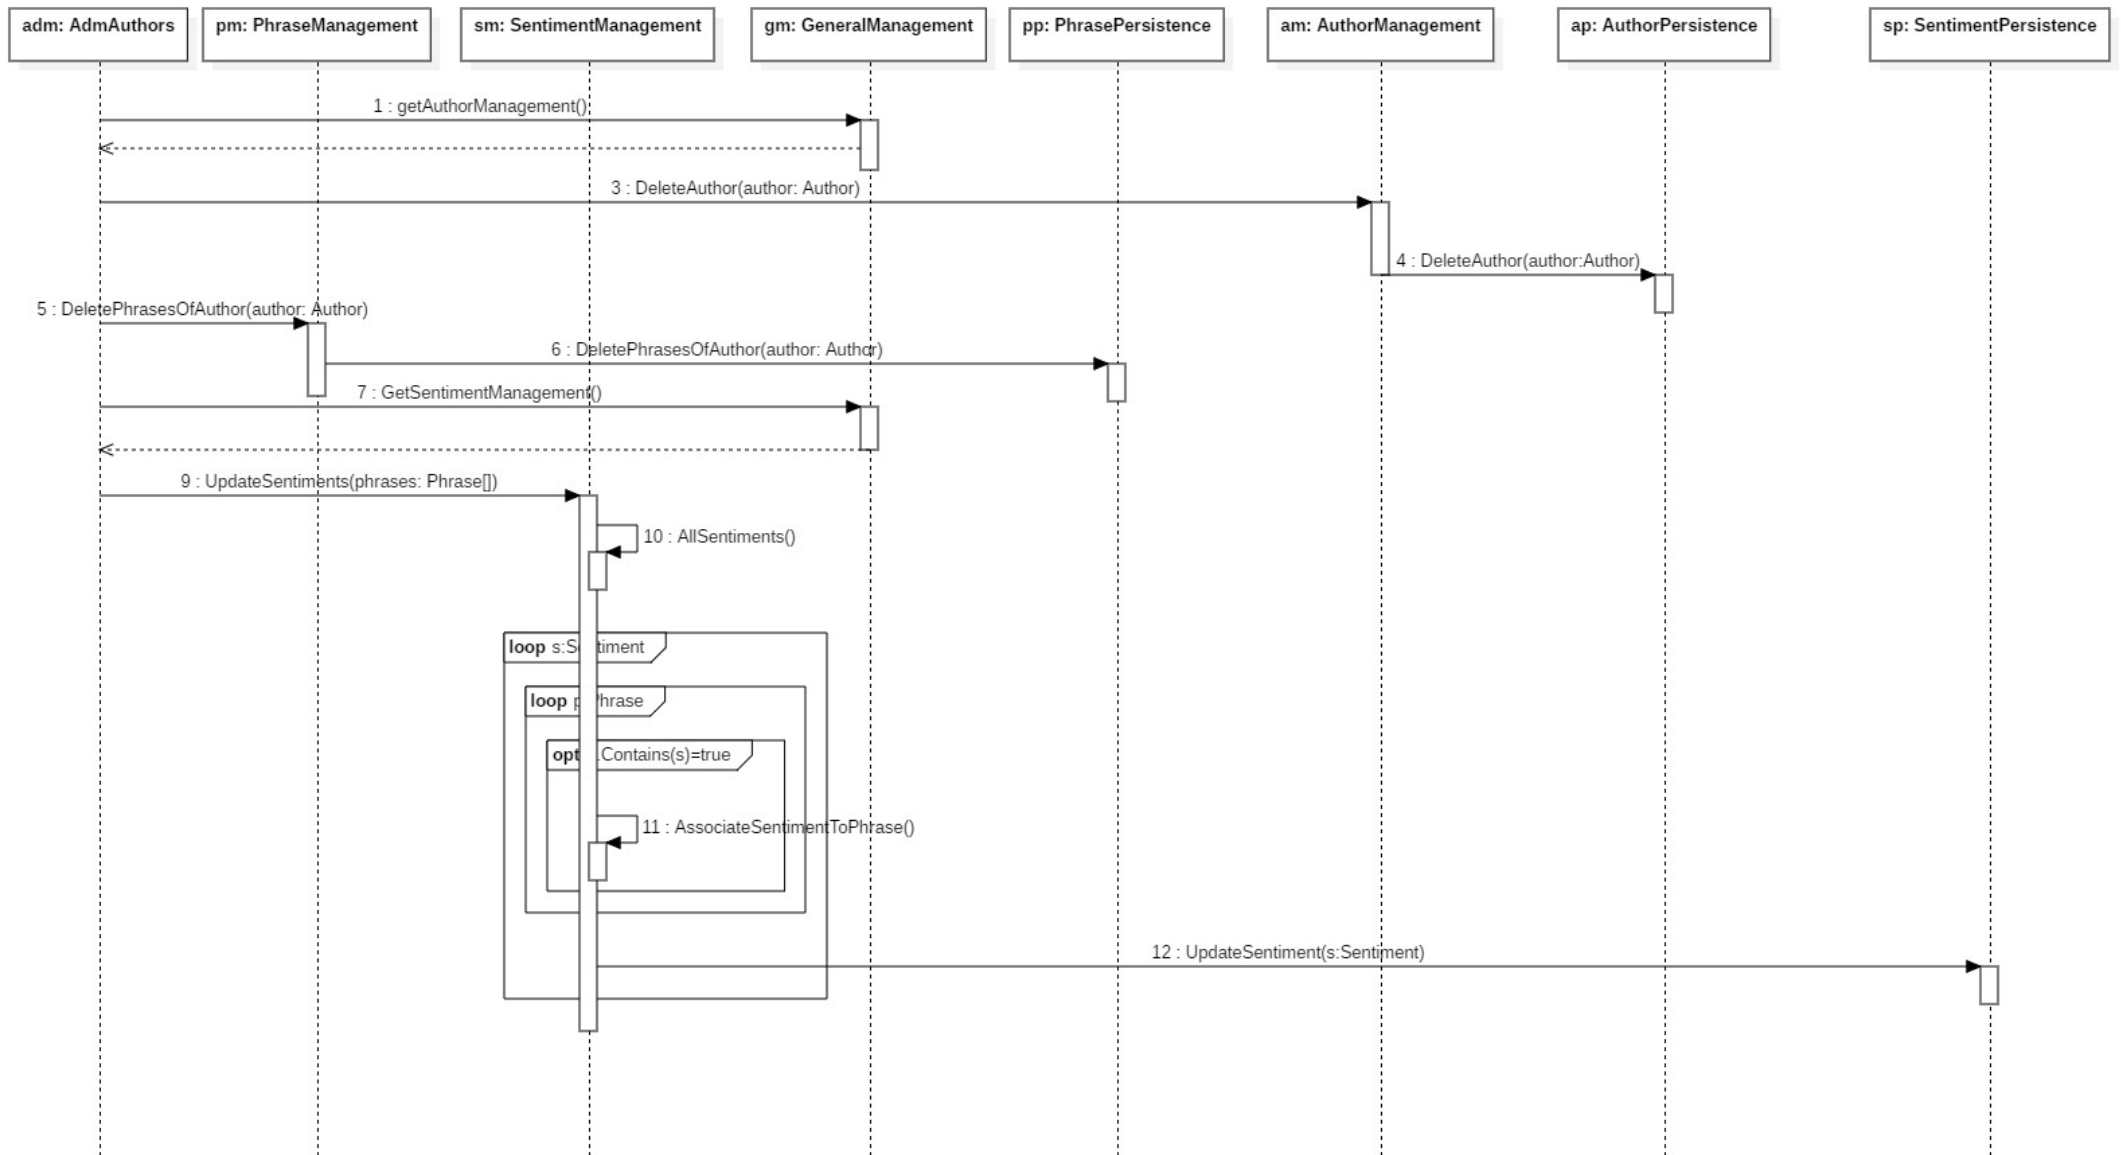 adm: AdmAuthors
pm: PhraseManagement
sm: SentimentManagement
gm: GeneralManagement
pp: PhrasePersistence
am: AuthorManagement
ap: AuthorPersistence
sp: SentimentPersistence
1 : getAuthorManagement()
3 : DeleteAuthor(author: Author)
4 : DeleteAuthor(author:Author)
5 : DeletePhrasesOfAuthor(author: Author)
6 : DeletePhrasesOfAuthor(author: Author)
7 : GetSentimentManagement()
9 : UpdateSentiments(phrases: Phrase[])
10 : AllSentiments()
loop s:Sentiment
loop p:Phrase
opt .Contains(s)=true
11 : AssociateSentimentToPhrase()
12 : UpdateSentiment(s:Sentiment)